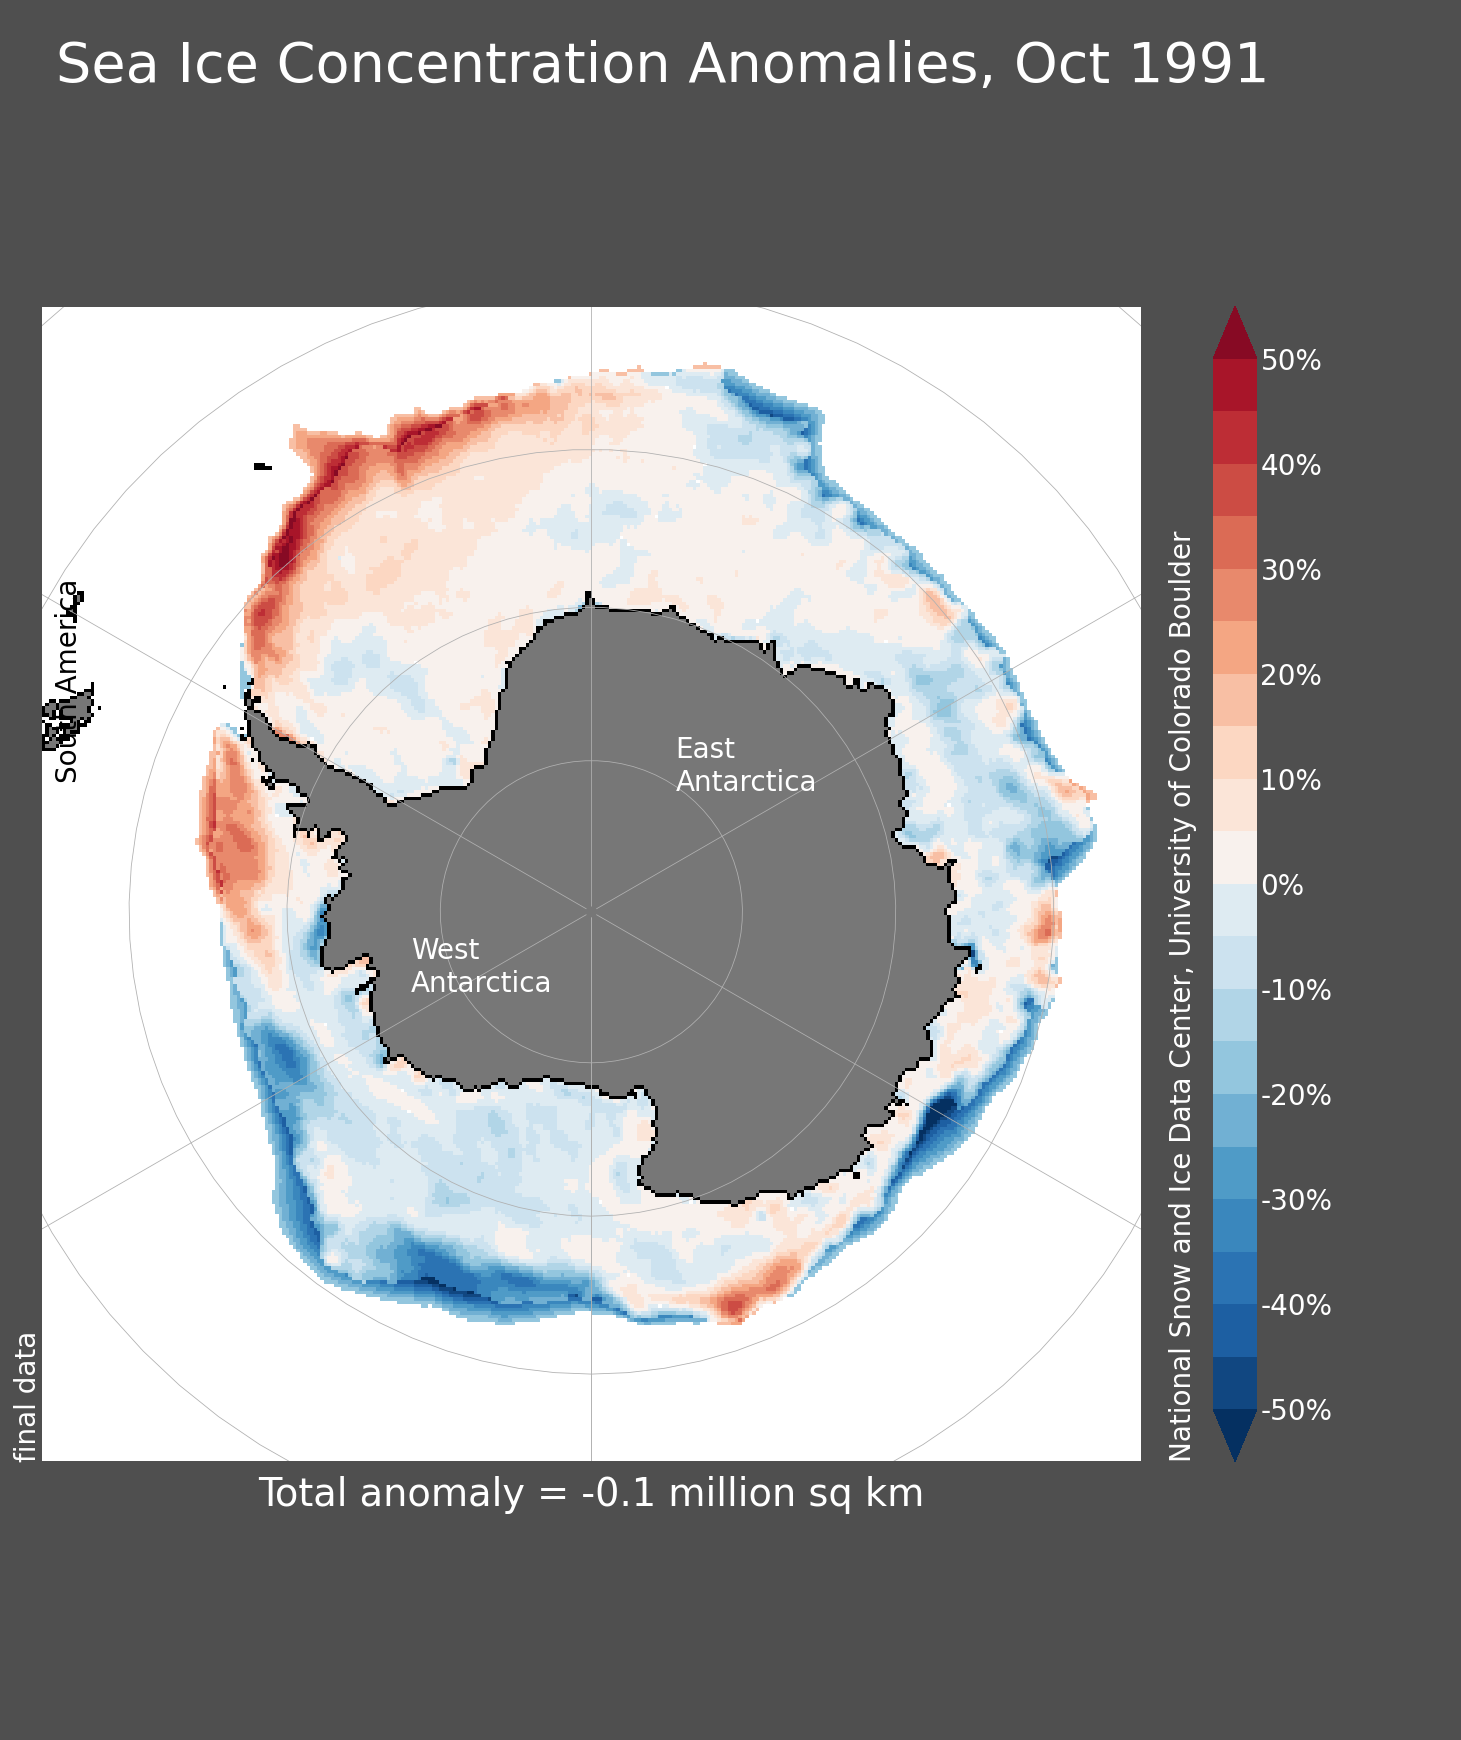 Sea Ice Concentration Anomalies, Oct 1991
South America
East
Antarctica
West
Antarctica
final data
National Snow and Ice Data Center, University of Colorado Boulder
50%
40%
30%
20%
10%
0%
-10%
-20%
-30%
-40%
-50%
Total anomaly = -0.1 million sq km